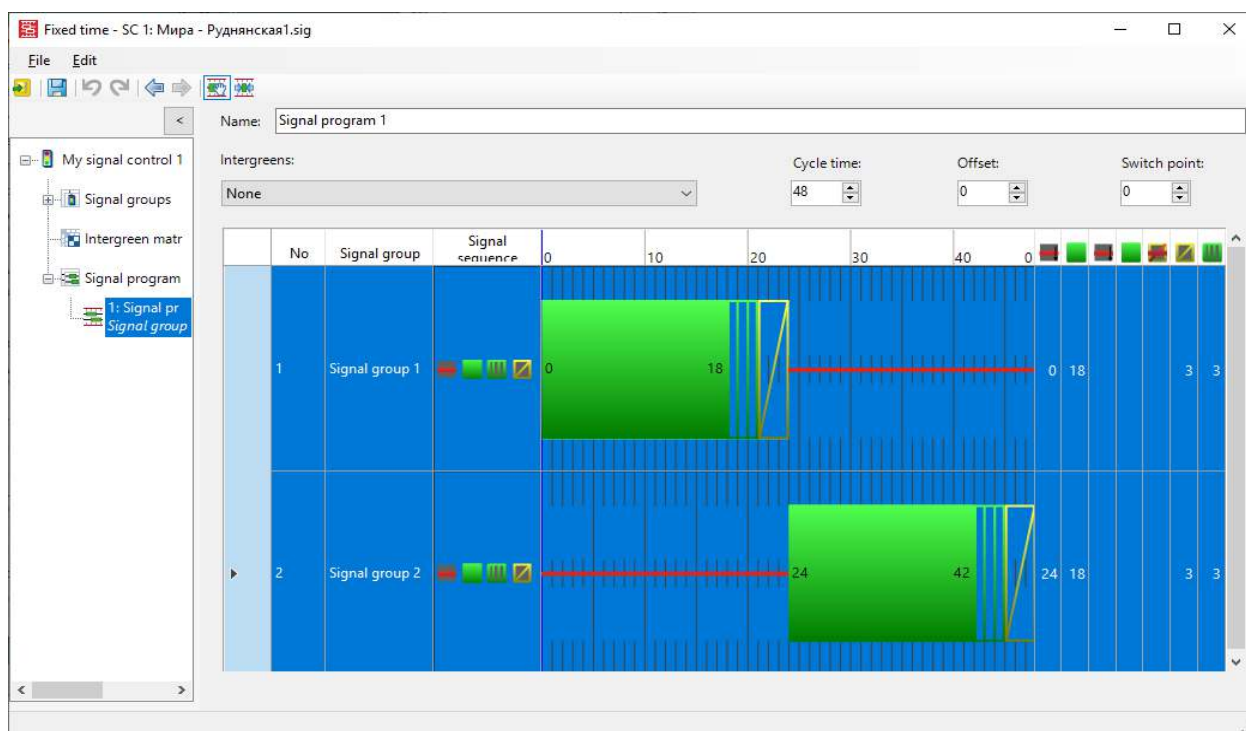 Fixed time - SC 1: Мира - Руднянская1.sig
File Edit
<
Name: Signal program 1
My signal control 1
Signal groups
Intergreen matr
Signal program
1: Signal pr
Signal group
Intergreens:
None
Cycle time:
48
Offset:
0
Switch point:
0
No Signal group Signal sequence 0 10 20 30 40 0
1 Signal group 1 0 18 0 18 3 3
2 Signal group 2 24 42 24 18 3 3
< >